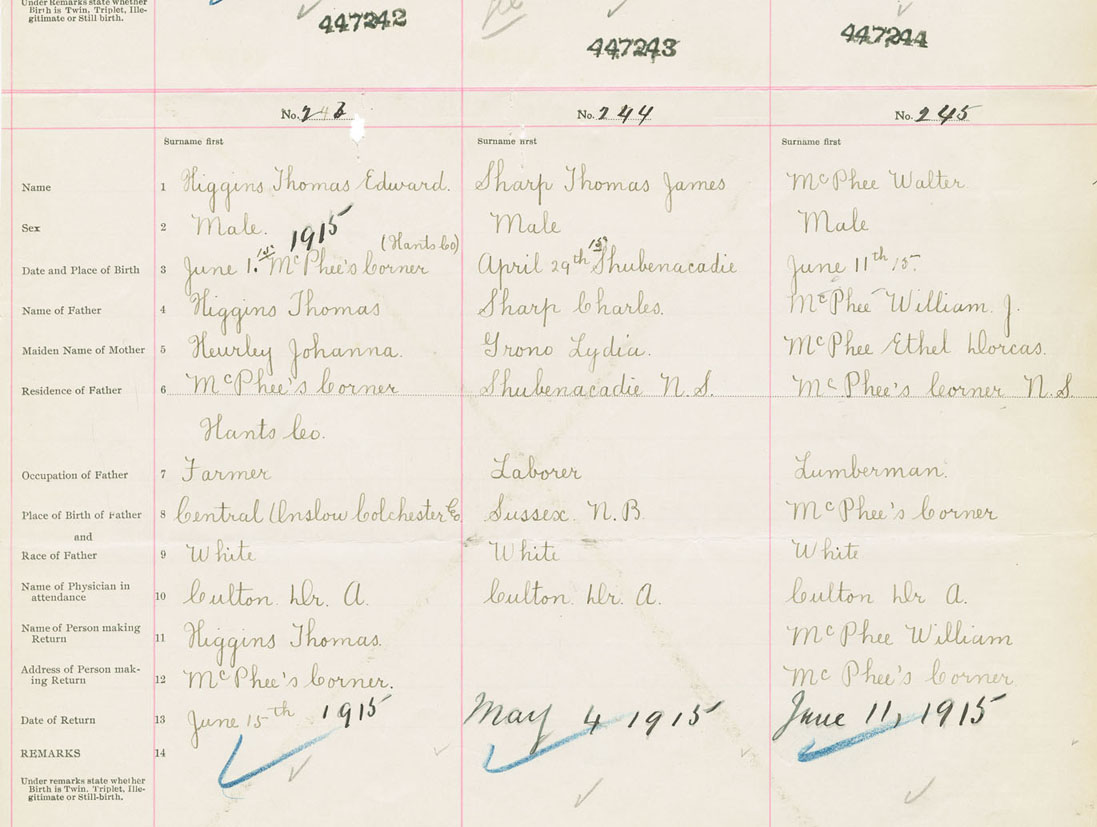 Under Remarks state whether
Birth is Twin, Triplet, Ille-
gitimate or Still birth.
447242 447243 447244
No. 243 No. 244 No. 245
Surname first Surname first Surname first
Name 1 Higgins Thomas Edward. Sharp Thomas James McPhee Walter
Sex 2 Male. Male Male
1915 (Hants Co) 15
Date and Place of Birth 3 June 1. 15. McPhee's Corner April 29th Shubenacadie June 11th 15.
Name of Father 4 Higgins Thomas Sharp Charles. McPhee William. J.
Maiden Name of Mother 5 Heurley Johanna. Grono Lydia. McPhee Ethel Dorcas.
Residence of Father 6 McPhee's Corner Shubenacadie N.S. McPhee's Corner N.S.
Hants Co.
Occupation of Father 7 Farmer Laborer Lumberman.
Place of Birth of Father 8 Central Onslow Colchester Co. Sussex. N.B. McPhee's Corner
and
Race of Father 9 White White White
Name of Physician in
attendance 10 Culton. Dr. A. Culton. Dr. A. Culton Dr A.
Name of Person making
Return 11 Higgins Thomas. McPhee William
Address of Person mak-
ing Return 12 McPhee's Corner. McPhee's Corner
Date of Return 13 June 15th 1915 May 4 1915 June 11, 1915
REMARKS 14
Under remarks state whether
Birth is Twin, Triplet, Ille-
gitimate or Still-birth.